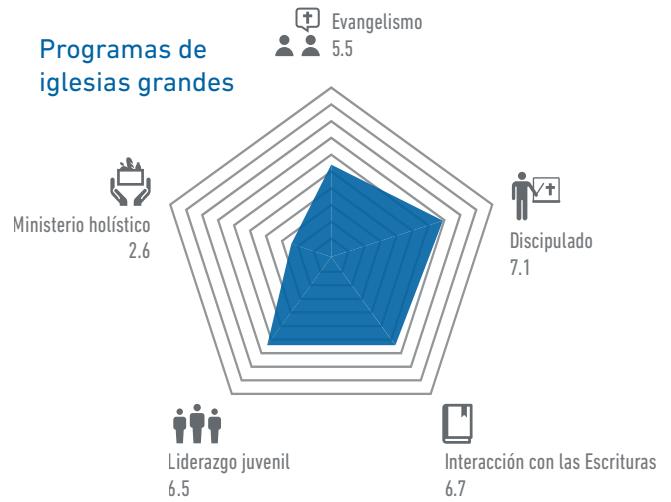 Programas de
iglesias grandes
Evangelismo
5.5
Ministerio holístico
2.6
Discipulado
7.1
Liderazgo juvenil
6.5
Interacción con las Escrituras
6.7